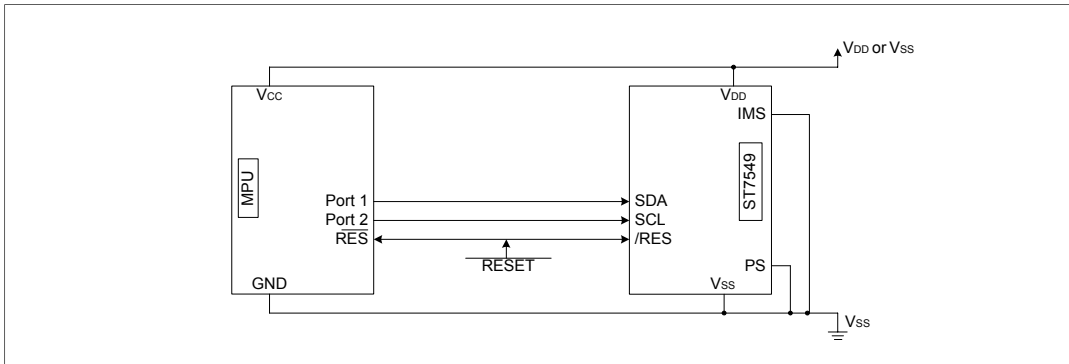 VDD or VSS
VCC
VDD
IMS
MPU
ST7549
Port 1
SDA
Port 2
SCL
RES
/RES
RESET
PS
GND
VSS
VSS